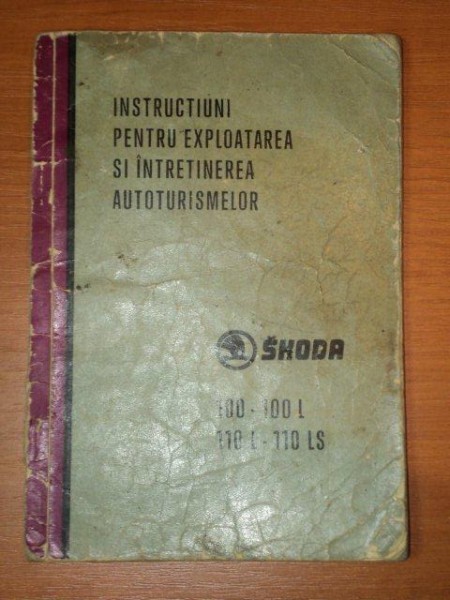 INSTRUCTIUNI
PENTRU EXPLOATAREA
SI ÎNTRETINEREA
AUTOTURISMELOR
ŠKODA
100 - 100 L
110 L - 110 LS